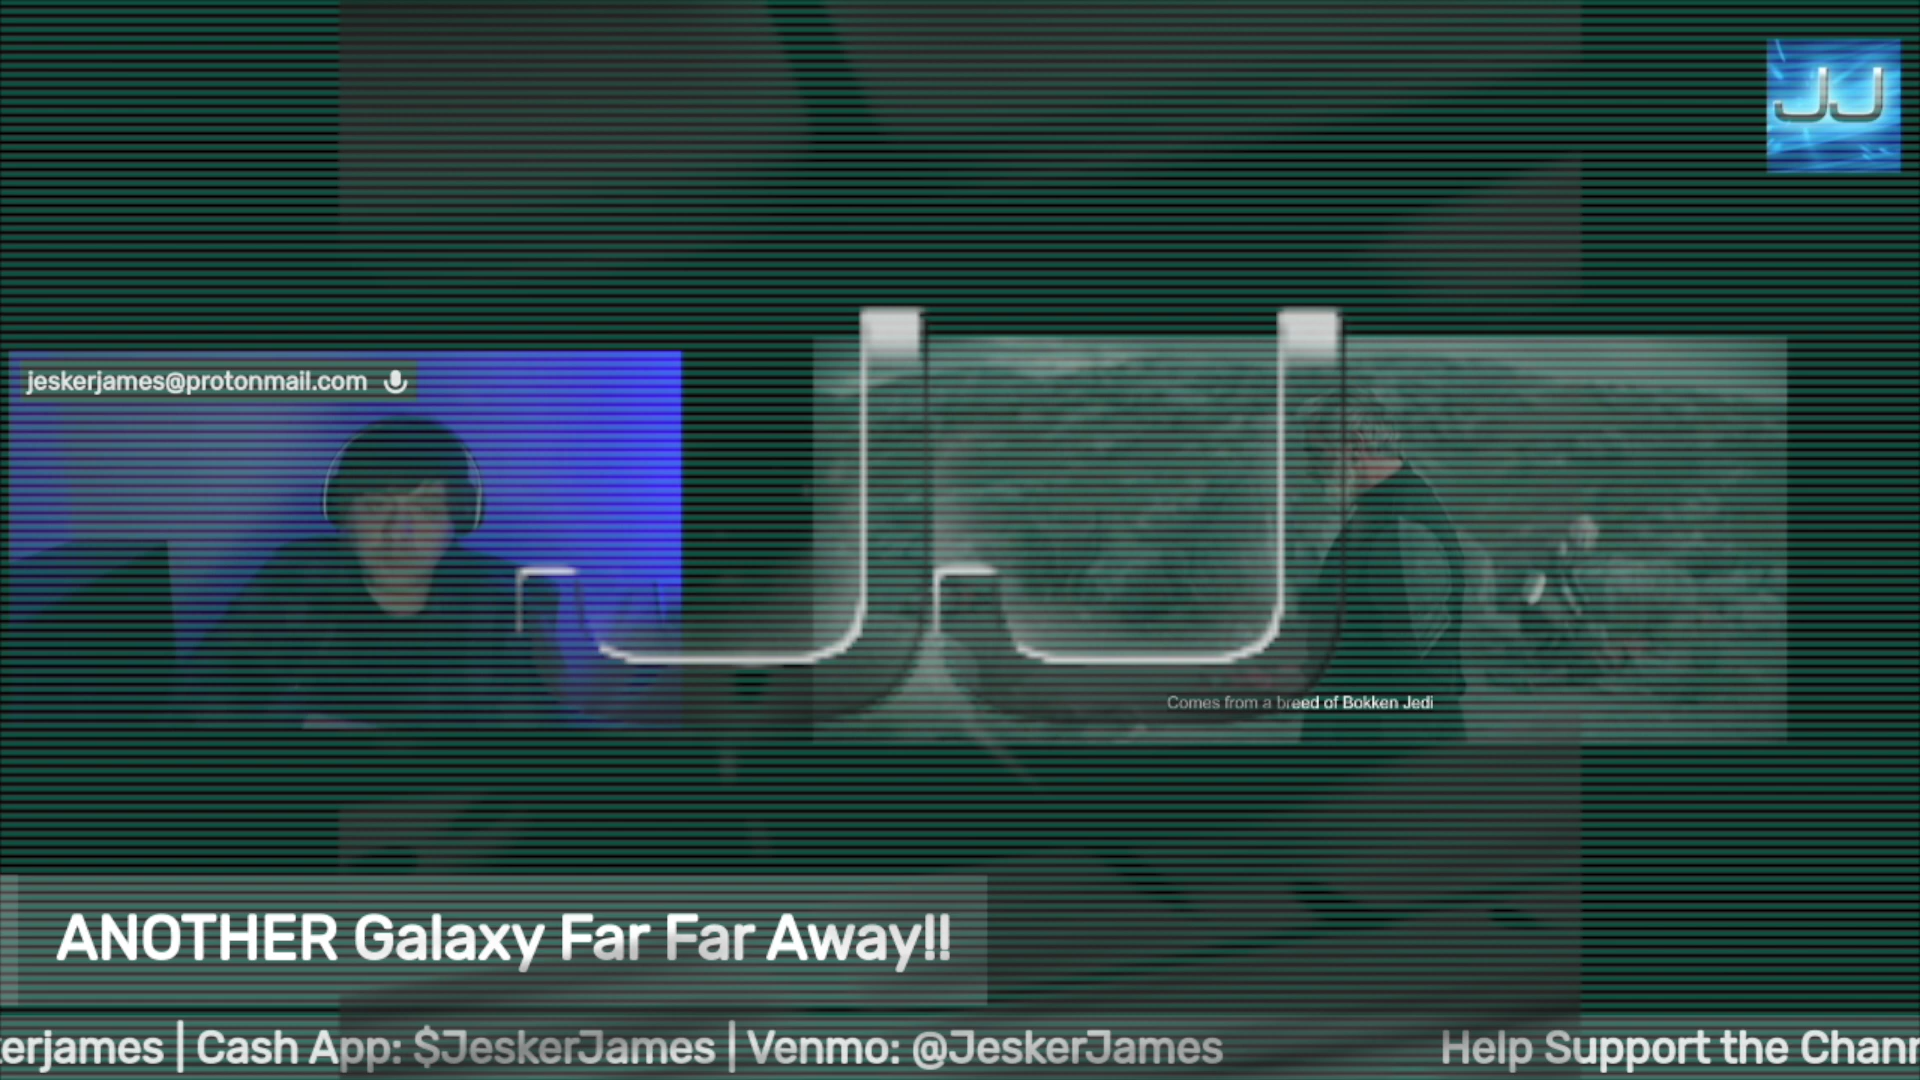 JJ
JJ
jeskerjames@protonmail.com
Comes from a breed of Bokken Jedi
ANOTHER Galaxy Far Far Away!!
erjames | Cash App: $JeskerJames | Venmo: @JeskerJames Help Support the Chann